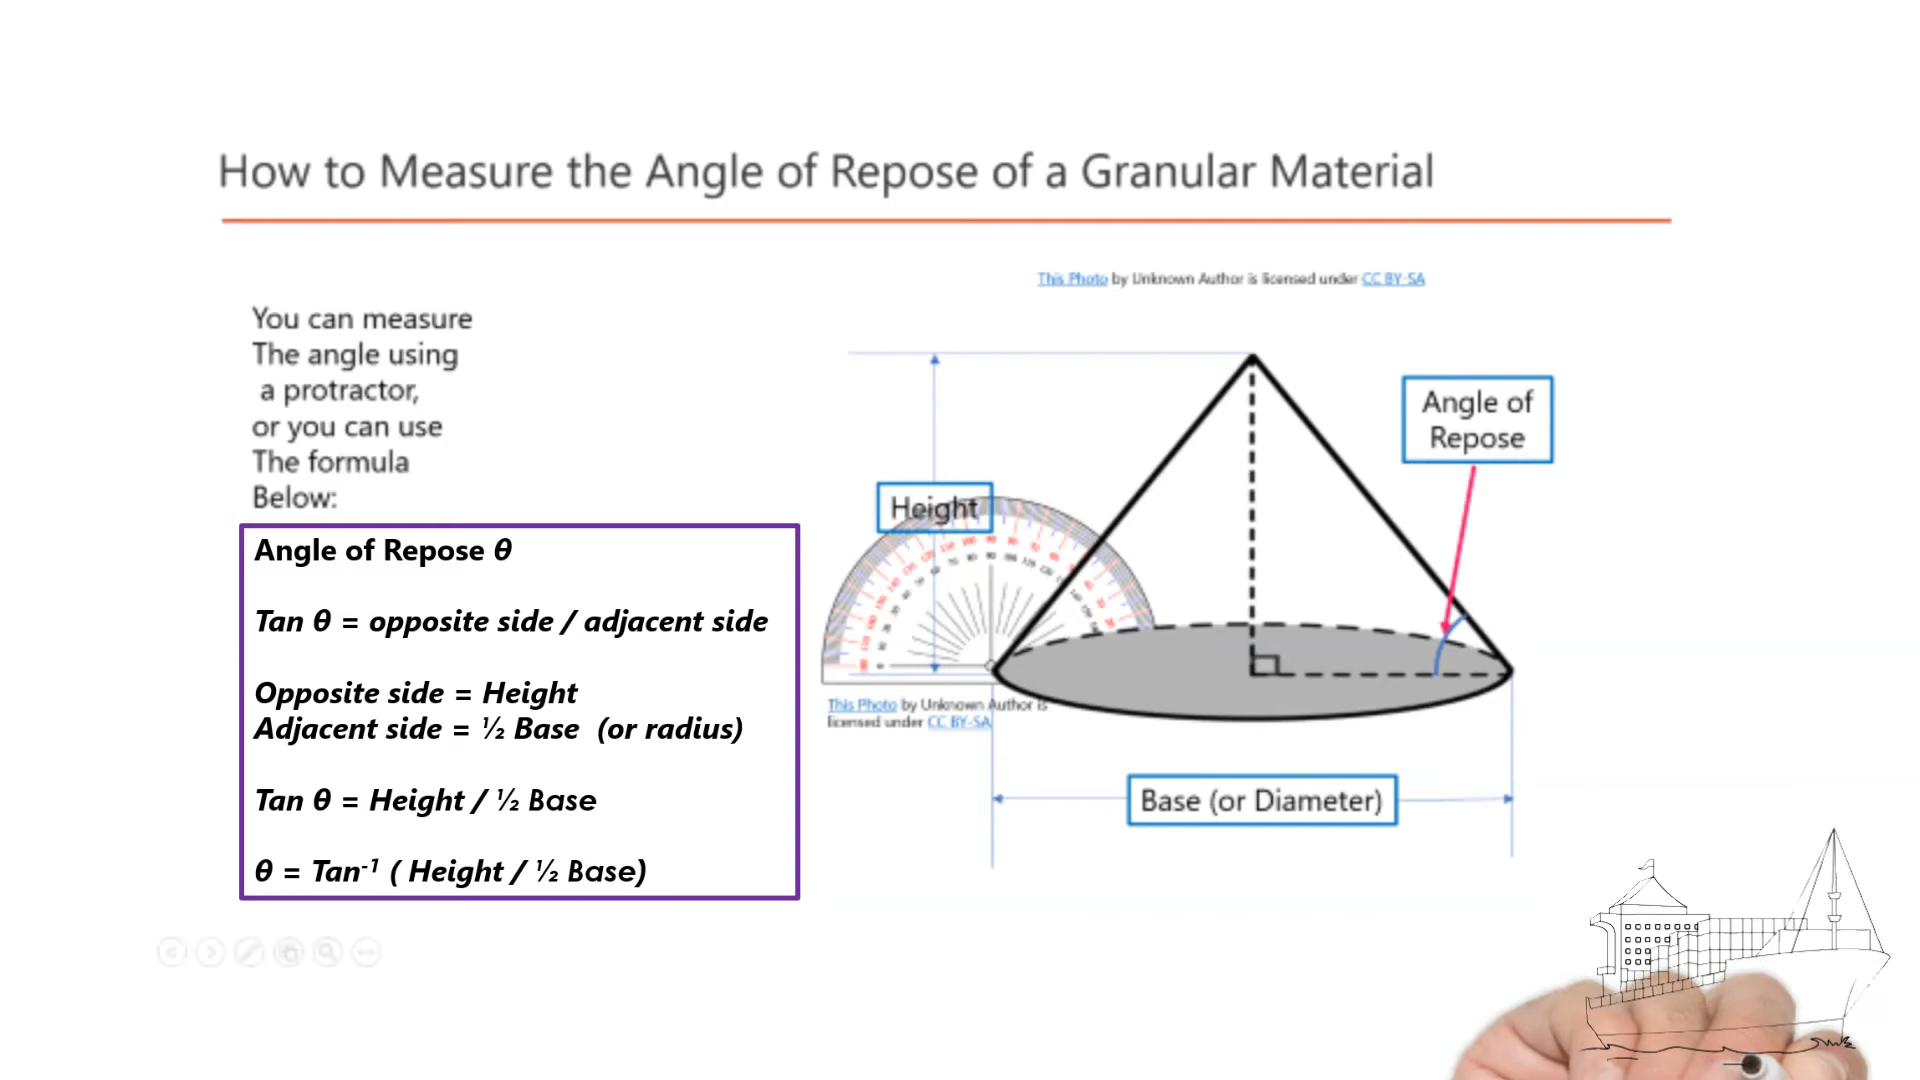 How to Measure the Angle of Repose of a Granular Material
This Photo by Unknown Author is licensed under CC BY-SA
You can measure
The angle using
a protractor,
or you can use
The formula
Below:
Angle of Repose θ
Tan θ = opposite side / adjacent side
Opposite side = Height
Adjacent side = ½ Base (or radius)
Tan θ = Height / ½ Base
θ = Tan⁻¹ ( Height / ½ Base)
Height
Angle of
Repose
This Photo by Unknown Author is
licensed under CC BY-SA
Base (or Diameter)